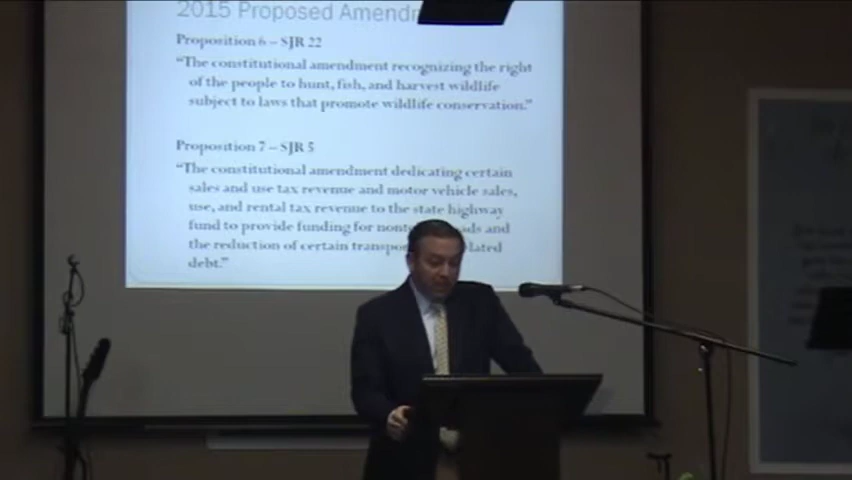 2015 Proposed
Proposition 6 – SJR 22
“The constitutional amendment recognizing the right
of the people to hunt, fish, and harvest wildlife
subject to laws that promote wildlife conservation.”
Proposition 7 – SJR 5
“The constitutional amendment dedicating certain
sales and use tax revenue and motor vehicle sales,
use, and rental tax revenue to the state highway
fund to provide funding for and
the reduction of certain
debt.”